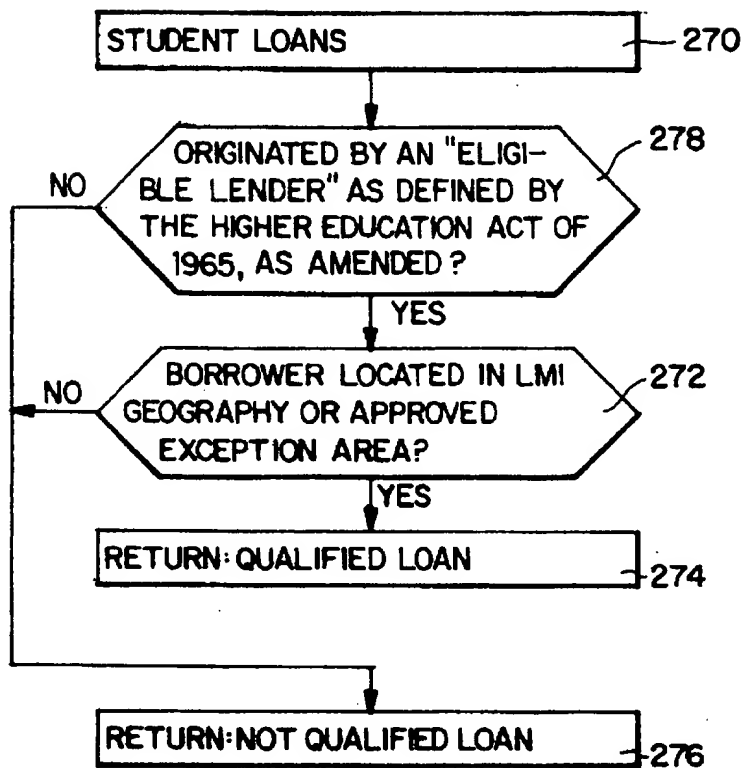 STUDENT LOANS
270
ORIGINATED BY AN "ELIGI-
278
NO
BLE LENDER" AS DEFINED BY
THE HIGHER EDUCATION ACT OF
1965, AS AMENDED?
YES
BORROWER LOCATED IN LMI
272
NO
GEOGRAPHY OR APPROVED
EXCEPTION AREA?
YES
RETURN: QUALIFIED LOAN
274
RETURN: NOT QUALIFIED LOAN
276